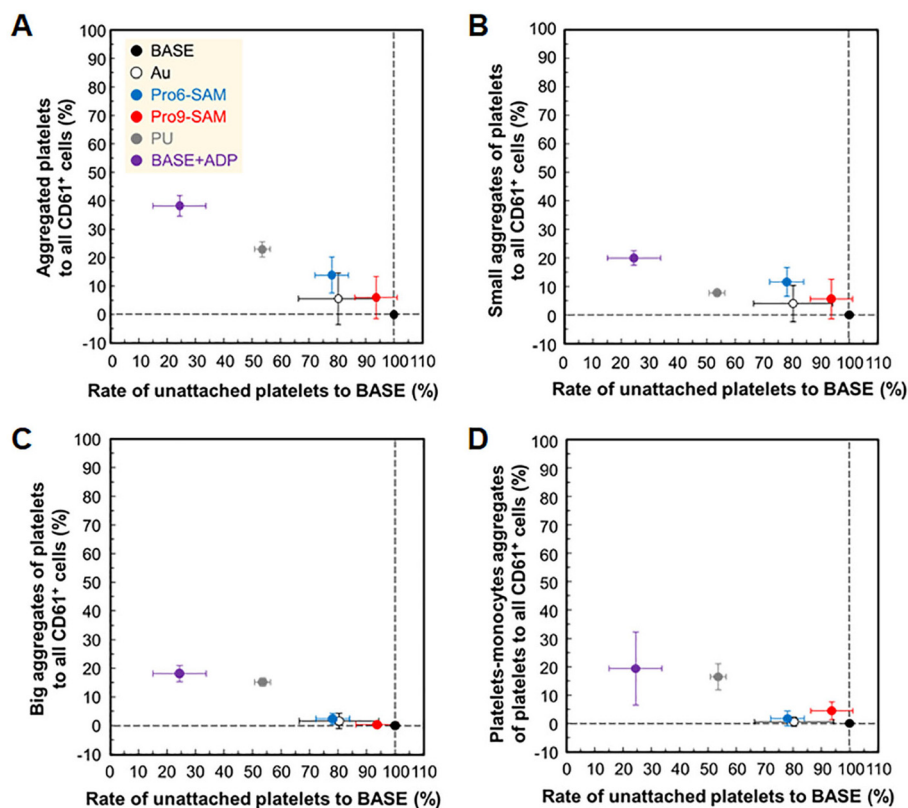 A
Aggregated platelets
to all CD61⁺ cells (%)
100
90
80
70
60
50
40
30
20
10
0
-10
BASE
Au
Pro6-SAM
Pro9-SAM
PU
BASE+ADP
0 10 20 30 40 50 60 70 80 90 100 110
Rate of unattached platelets to BASE (%)
B
Small aggregates of platelets
to all CD61⁺ cells (%)
100
90
80
70
60
50
40
30
20
10
0
-10
0 10 20 30 40 50 60 70 80 90 100 110
Rate of unattached platelets to BASE (%)
C
Big aggregates of platelets
to all CD61⁺ cells (%)
100
90
80
70
60
50
40
30
20
10
0
-10
0 10 20 30 40 50 60 70 80 90 100 110
Rate of unattached platelets to BASE (%)
D
Platelets-monocytes aggregates
of platelets to all CD61⁺ cells (%)
100
90
80
70
60
50
40
30
20
10
0
-10
0 10 20 30 40 50 60 70 80 90 100 110
Rate of unattached platelets to BASE (%)